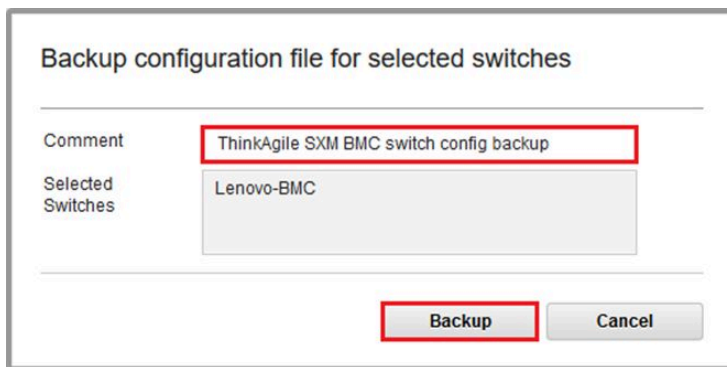 Backup configuration file for selected switches
Comment
ThinkAgile SXM BMC switch config backup
Selected
Switches
Lenovo-BMC
Backup
Cancel